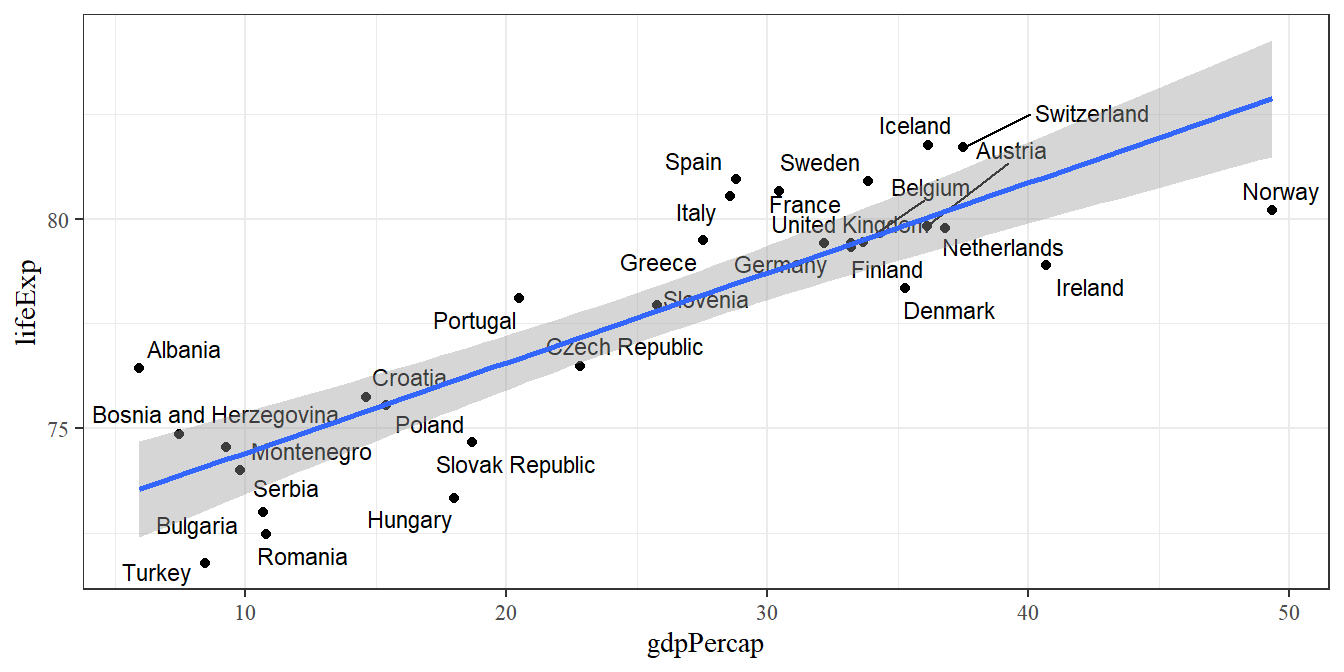 Switzerland
Iceland
Austria
Spain
Sweden
Belgium
Norway
France
Italy
United Kingdom
80
Netherlands
Greece
Germany
Finland
Ireland
Slovenia
Denmark
lifeExp
Portugal
Czech Republic
Albania
Croatia
Bosnia and Herzegovina
75
Poland
Montenegro
Slovak Republic
Serbia
Hungary
Bulgaria
Romania
Turkey
10 20 30 40 50
gdpPercap